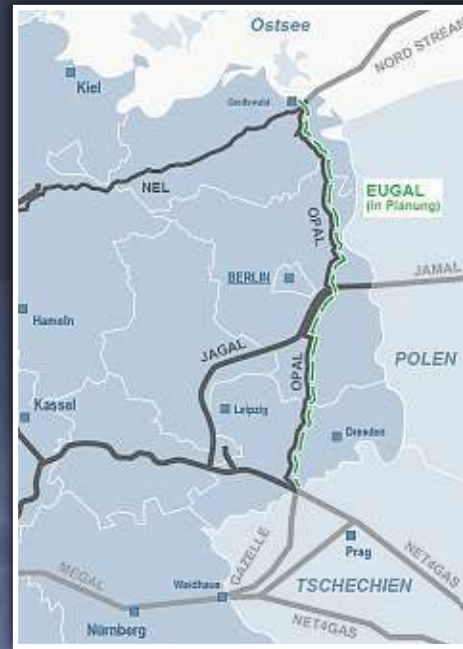 Ostsee
NORD STREAM
Kiel
Greifswald
NEL
OPAL
EUGAL
(in Planung)
BERLIN
JAMAL
Hameln
JAGAL
POLEN
OPAL
Kassel
Leipzig
Dresden
GAZELLE
Prag
NET4GAS
MEGAL
Waidhaus
TSCHECHIEN
Nürnberg
NET4GAS